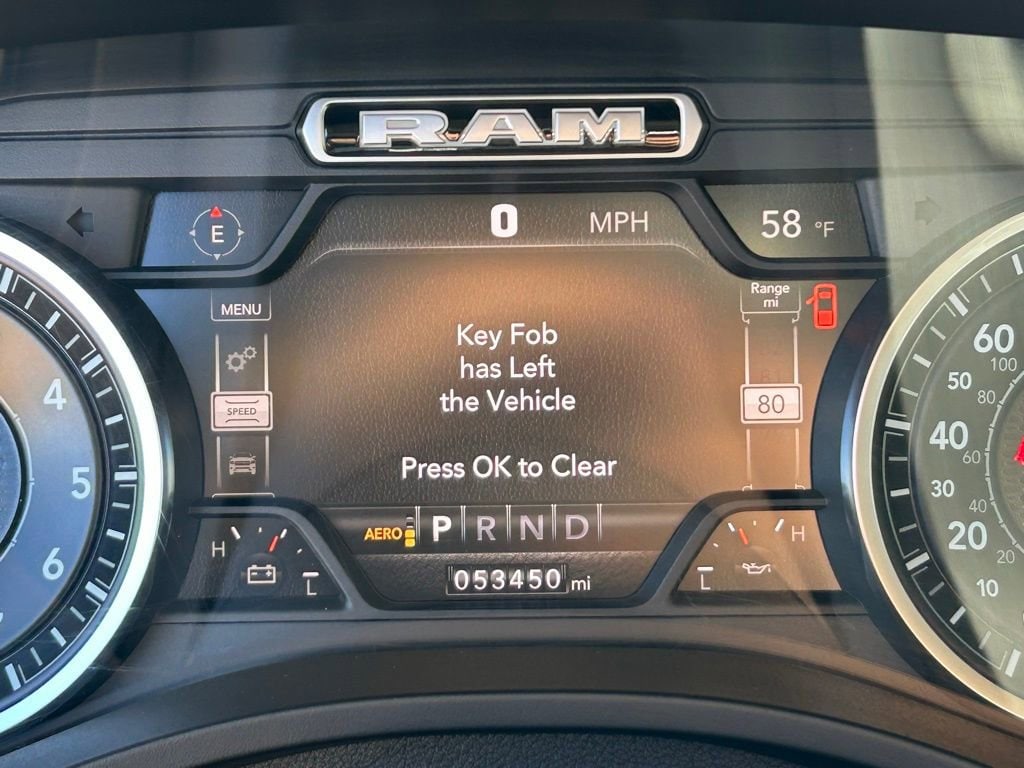 RAM
E
0 MPH
58 °F
MENU
Range
mi
Key Fob
has Left
the Vehicle
SPEED
80
Press OK to Clear
AERO P R N D
053450 mi
H
L
H
L
4
5
6
60
100
50
80
40
60
30
40
20
20
10